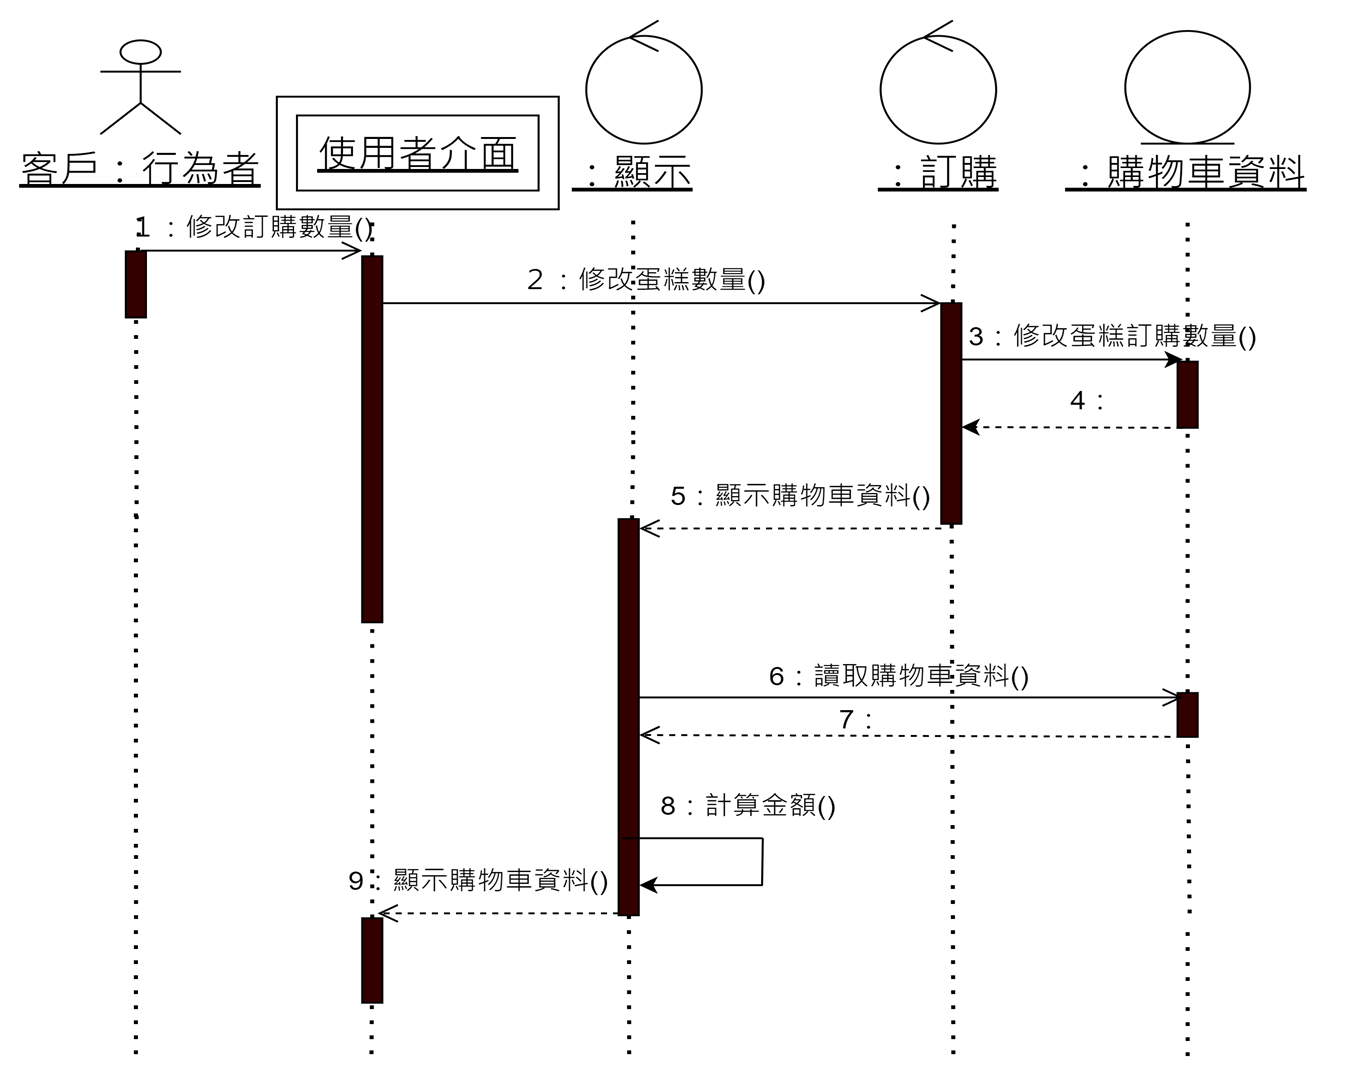 客戶：行為者
使用者介面
：顯示
：訂購
：購物車資料
1 ：修改訂購數量()
2 ：修改蛋糕數量()
3：修改蛋糕訂購數量()
4：
5：顯示購物車資料()
6：讀取購物車資料()
7：
8：計算金額()
9：顯示購物車資料()